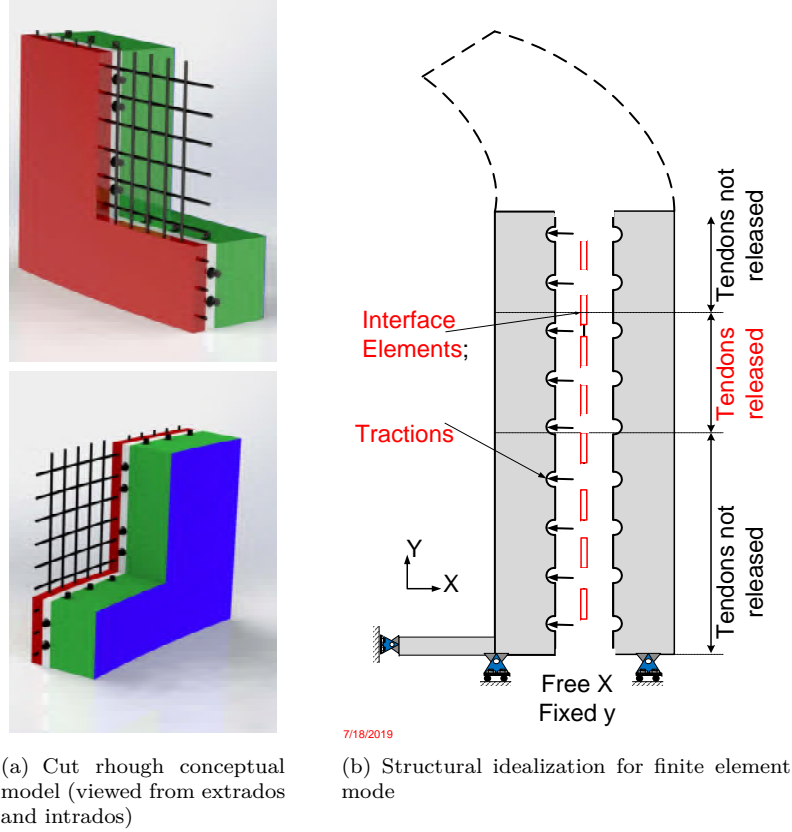 Tendons not
released
Interface
Elements;
Tendons
released
Tractions
Tendons not
released
Y
X
Free X
Fixed y
7/18/2019
(a) Cut rhough conceptual
model (viewed from extrados
and intrados)
(b) Structural idealization for finite element
mode